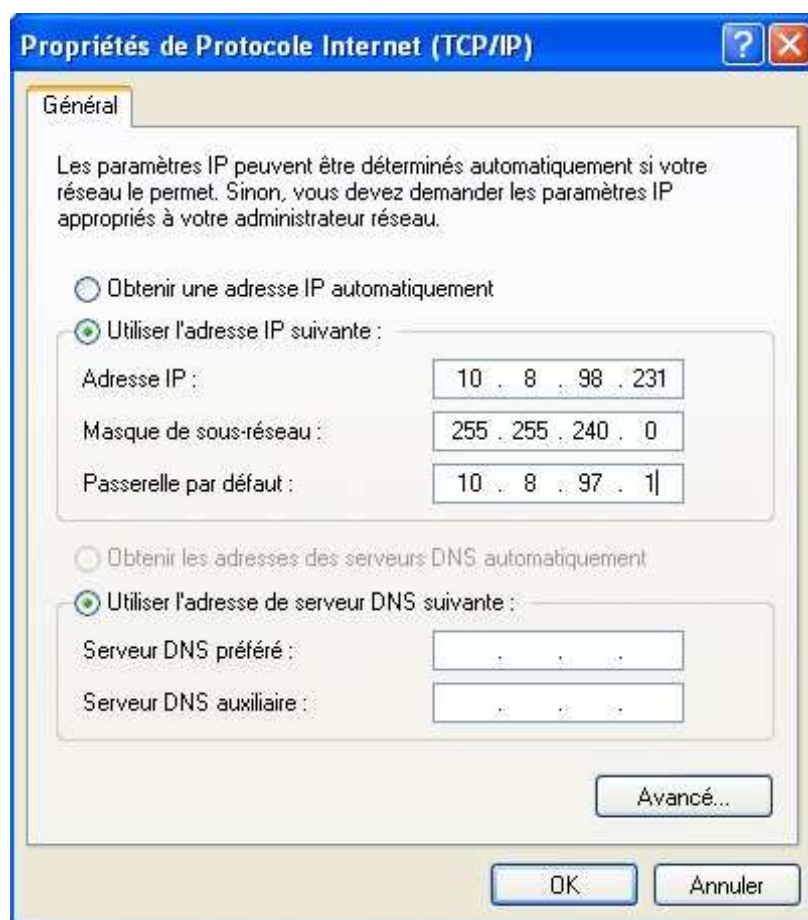 Propriétés de Protocole Internet (TCP/IP)
Général
Les paramètres IP peuvent être déterminés automatiquement si votre
réseau le permet. Sinon, vous devez demander les paramètres IP
appropriés à votre administrateur réseau.
Obtenir une adresse IP automatiquement
Utiliser l'adresse IP suivante :
Adresse IP : 10 . 8 . 98 . 231
Masque de sous-réseau : 255 . 255 . 240 . 0
Passerelle par défaut : 10 . 8 . 97 . 1
Obtenir les adresses des serveurs DNS automatiquement
Utiliser l'adresse de serveur DNS suivante :
Serveur DNS préféré : . . .
Serveur DNS auxiliaire : . . .
Avancé...
OK Annuler